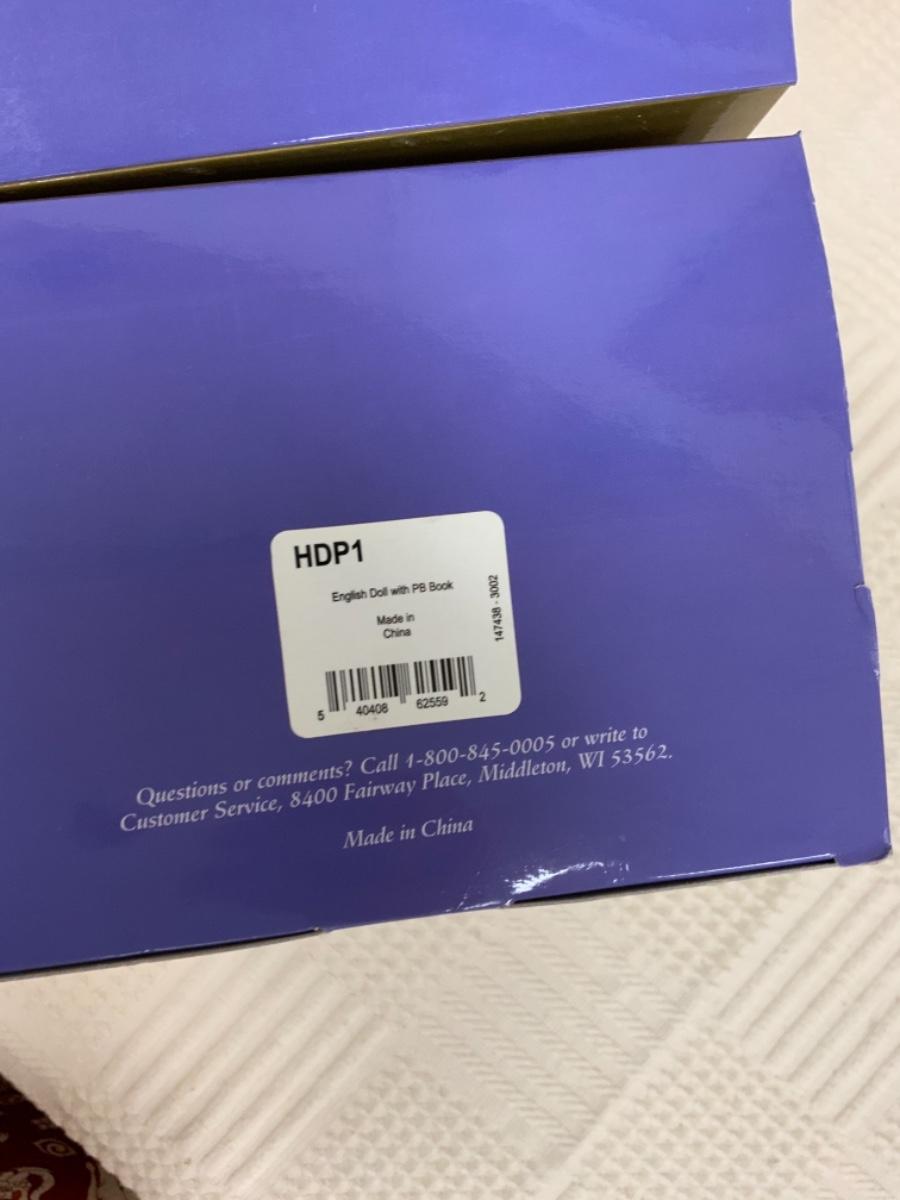 HDP1
English Doll with PB Book
Made in
China
147438 - 3002
5 40408 62559 2
Questions or comments? Call 1-800-845-0005 or write to
Customer Service, 8400 Fairway Place, Middleton, WI 53562.
Made in China